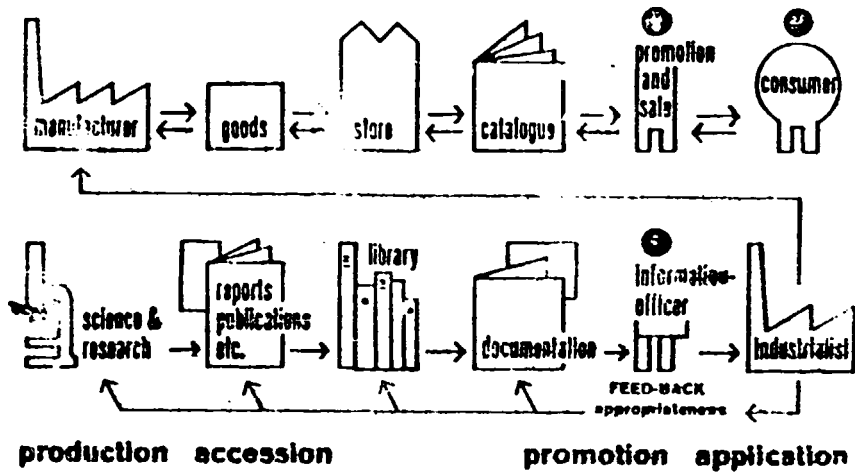 manufacturer
goods
store
catalogue
promotion
and
sale
consumer
science &
research
reports
publications
etc.
library
documentation
information-
officer
industrialist
FEED-BACK
appropriateness
production accession promotion application